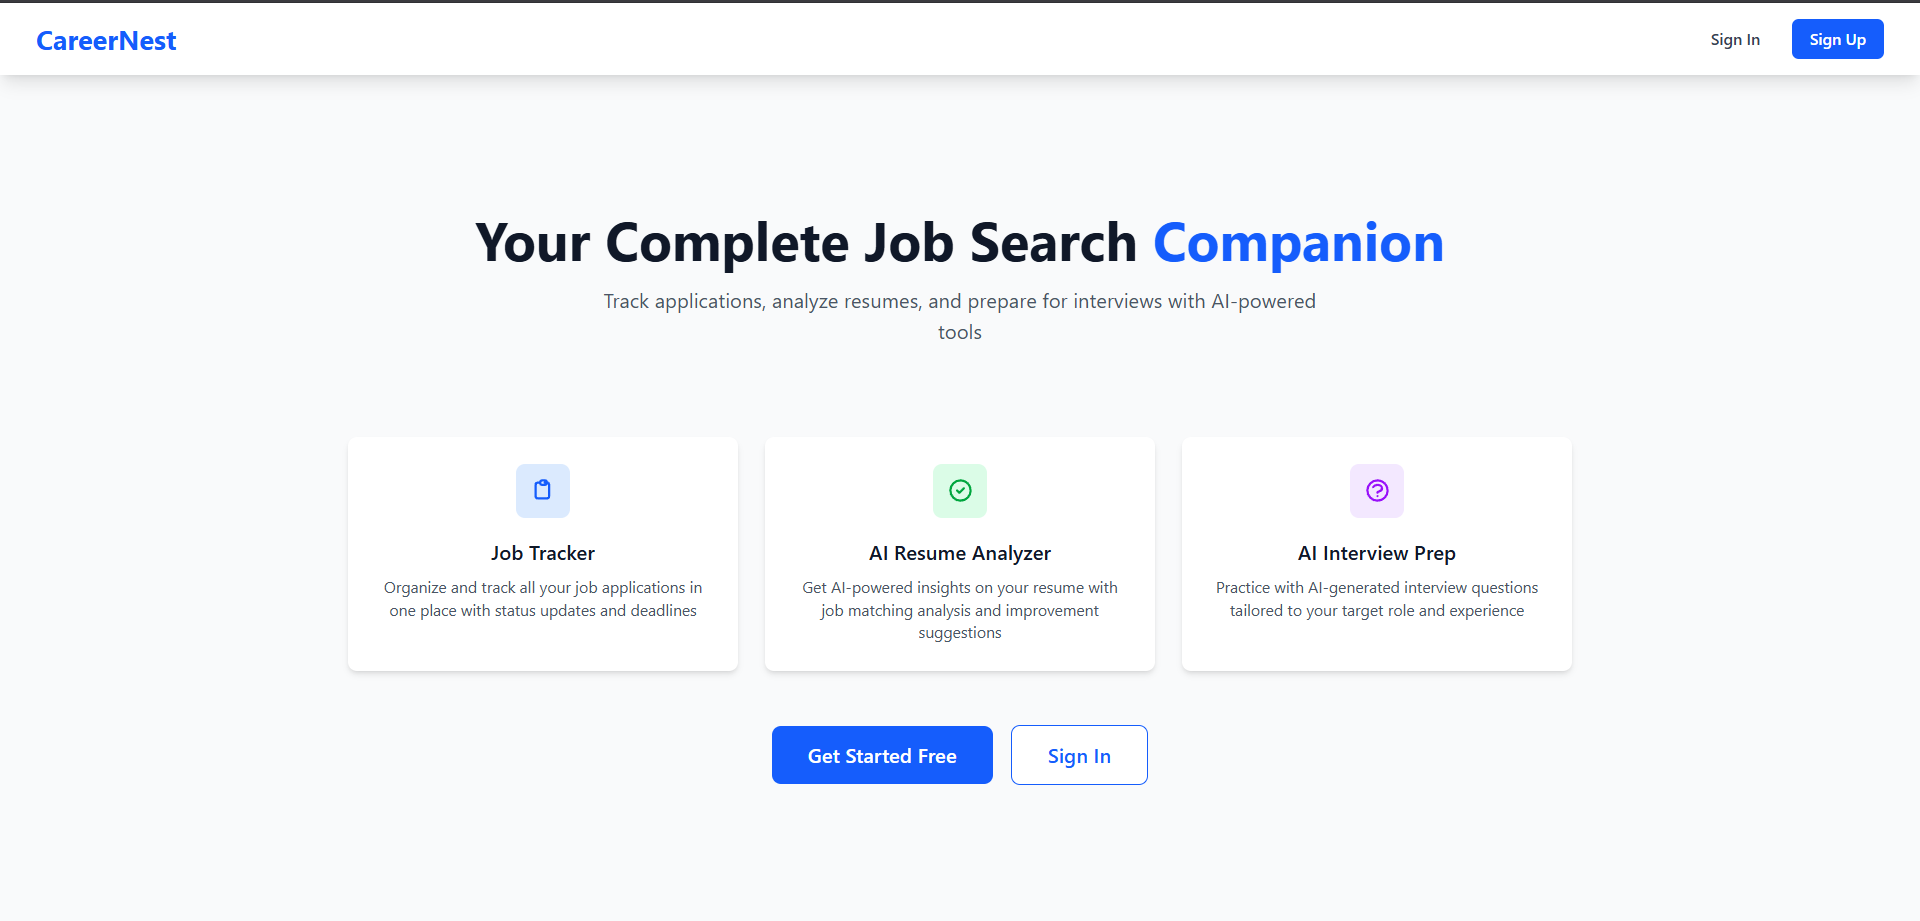 CareerNest
Sign In
Sign Up
Your Complete Job Search Companion
Track applications, analyze resumes, and prepare for interviews with AI-powered
tools
Job Tracker
Organize and track all your job applications in
one place with status updates and deadlines
AI Resume Analyzer
Get AI-powered insights on your resume with
job matching analysis and improvement
suggestions
AI Interview Prep
Practice with AI-generated interview questions
tailored to your target role and experience
Get Started Free
Sign In